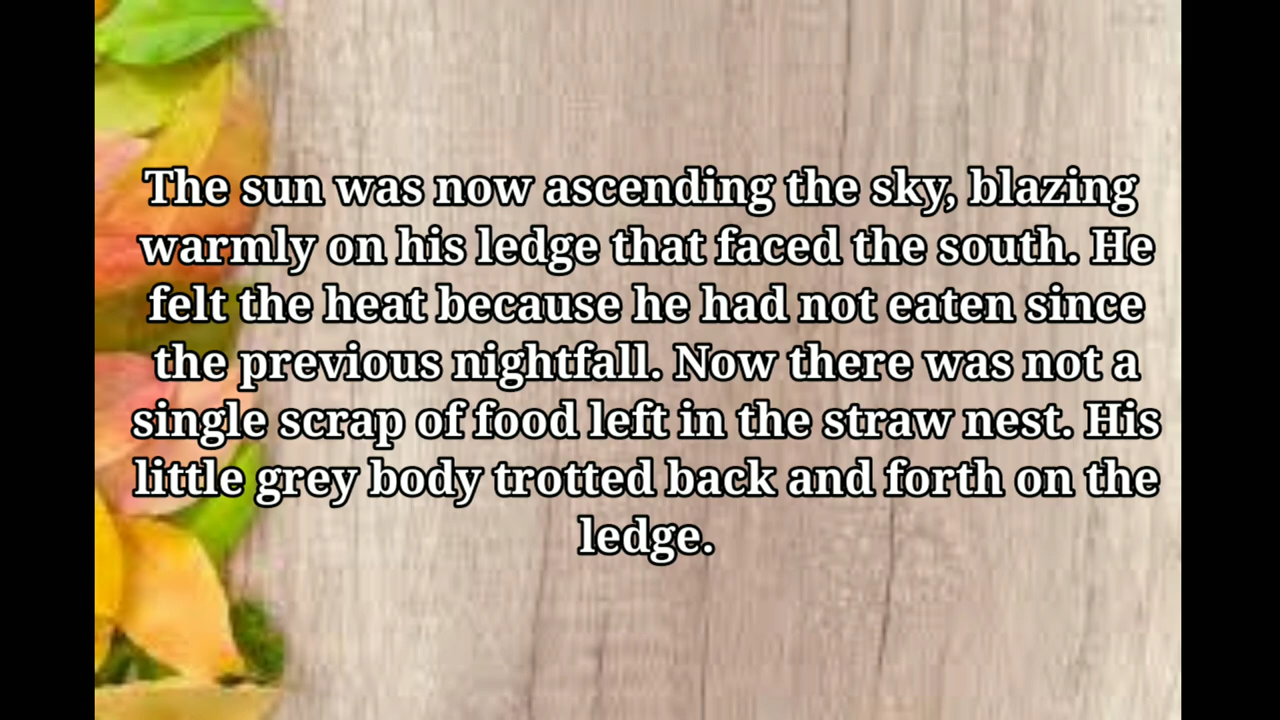 The sun was now ascending the sky, blazing
warmly on his ledge that faced the south. He
felt the heat because he had not eaten since
the previous nightfall. Now there was not a
single scrap of food left in the straw nest. His
little grey body trotted back and forth on the
ledge.